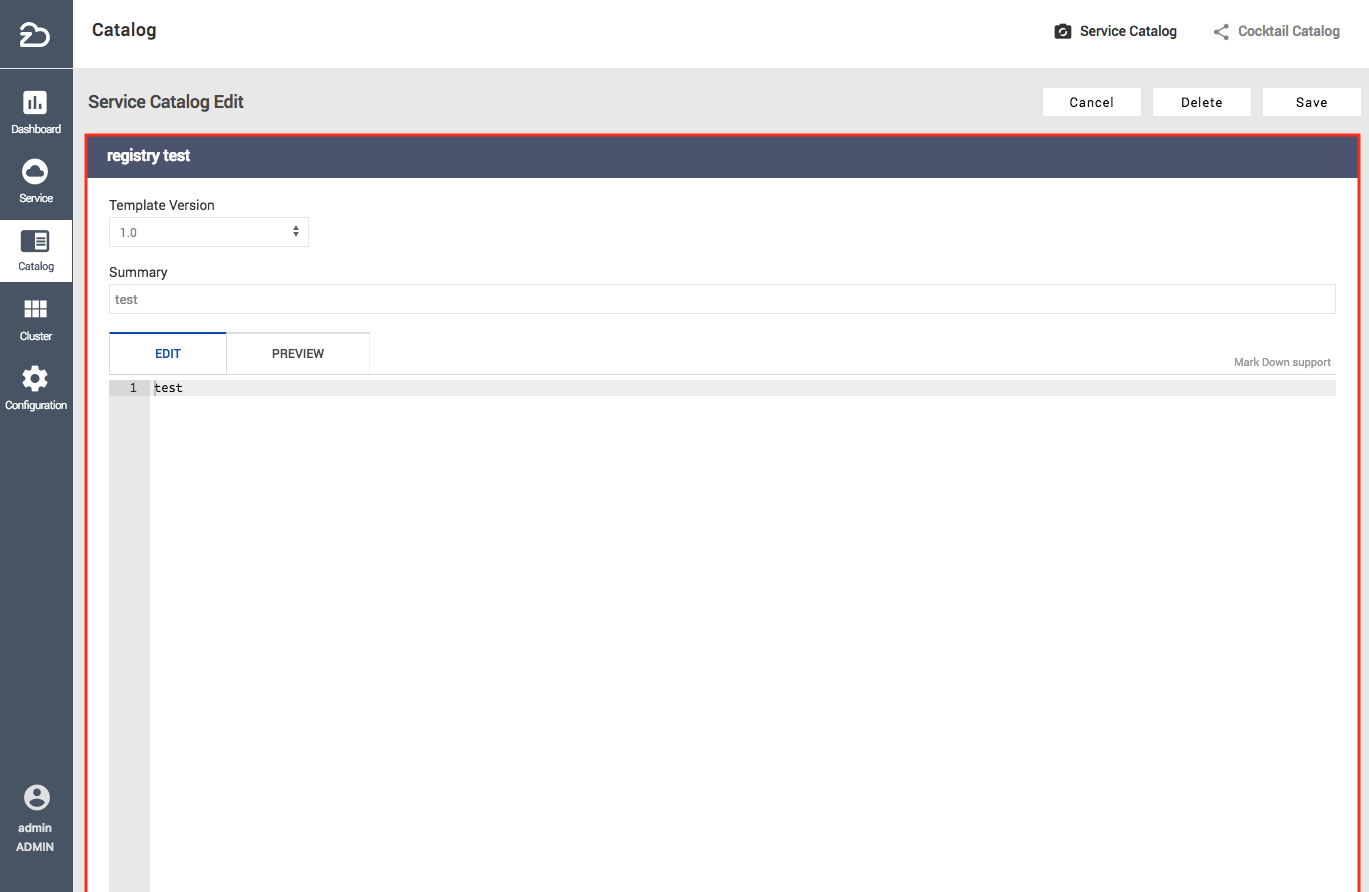 Catalog
Service Catalog
Cocktail Catalog
Service Catalog Edit
Cancel
Delete
Save
Dashboard
Service
Catalog
Cluster
Configuration
admin
ADMIN
registry test
Template Version
1.0
Summary
test
EDIT
PREVIEW
Mark Down support
1 test